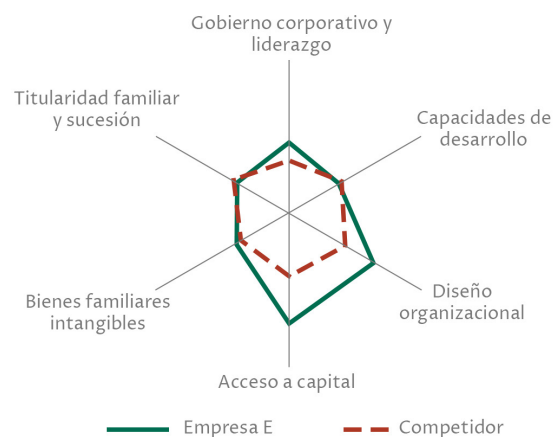 Gobierno corporativo y
liderazgo
Titularidad familiar
y sucesión
Capacidades de
desarrollo
Bienes familiares
intangibles
Diseño
organizacional
Acceso a capital
Empresa E
Competidor